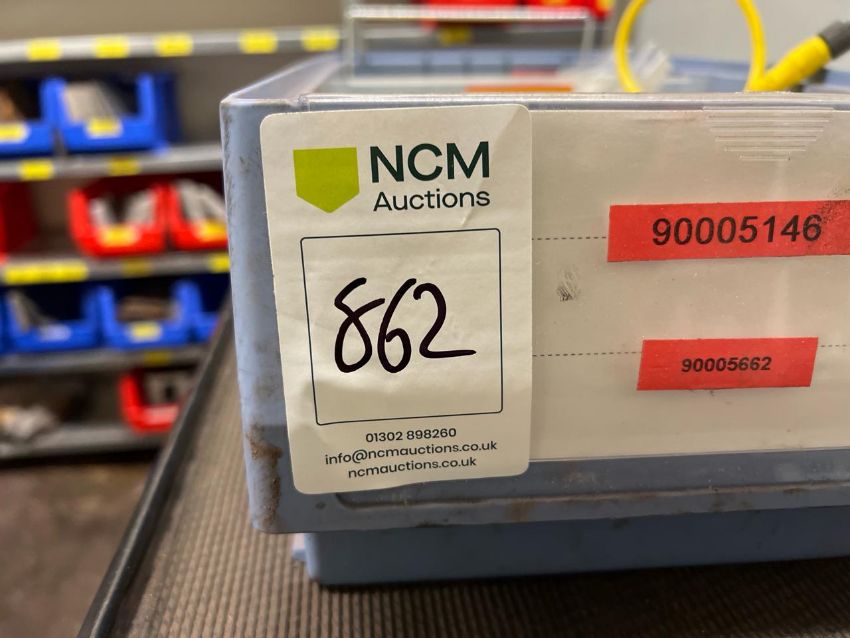 NCM
Auctions
862
01302 898260
info@ncmauctions.co.uk
ncmauctions.co.uk
90005146
90005662